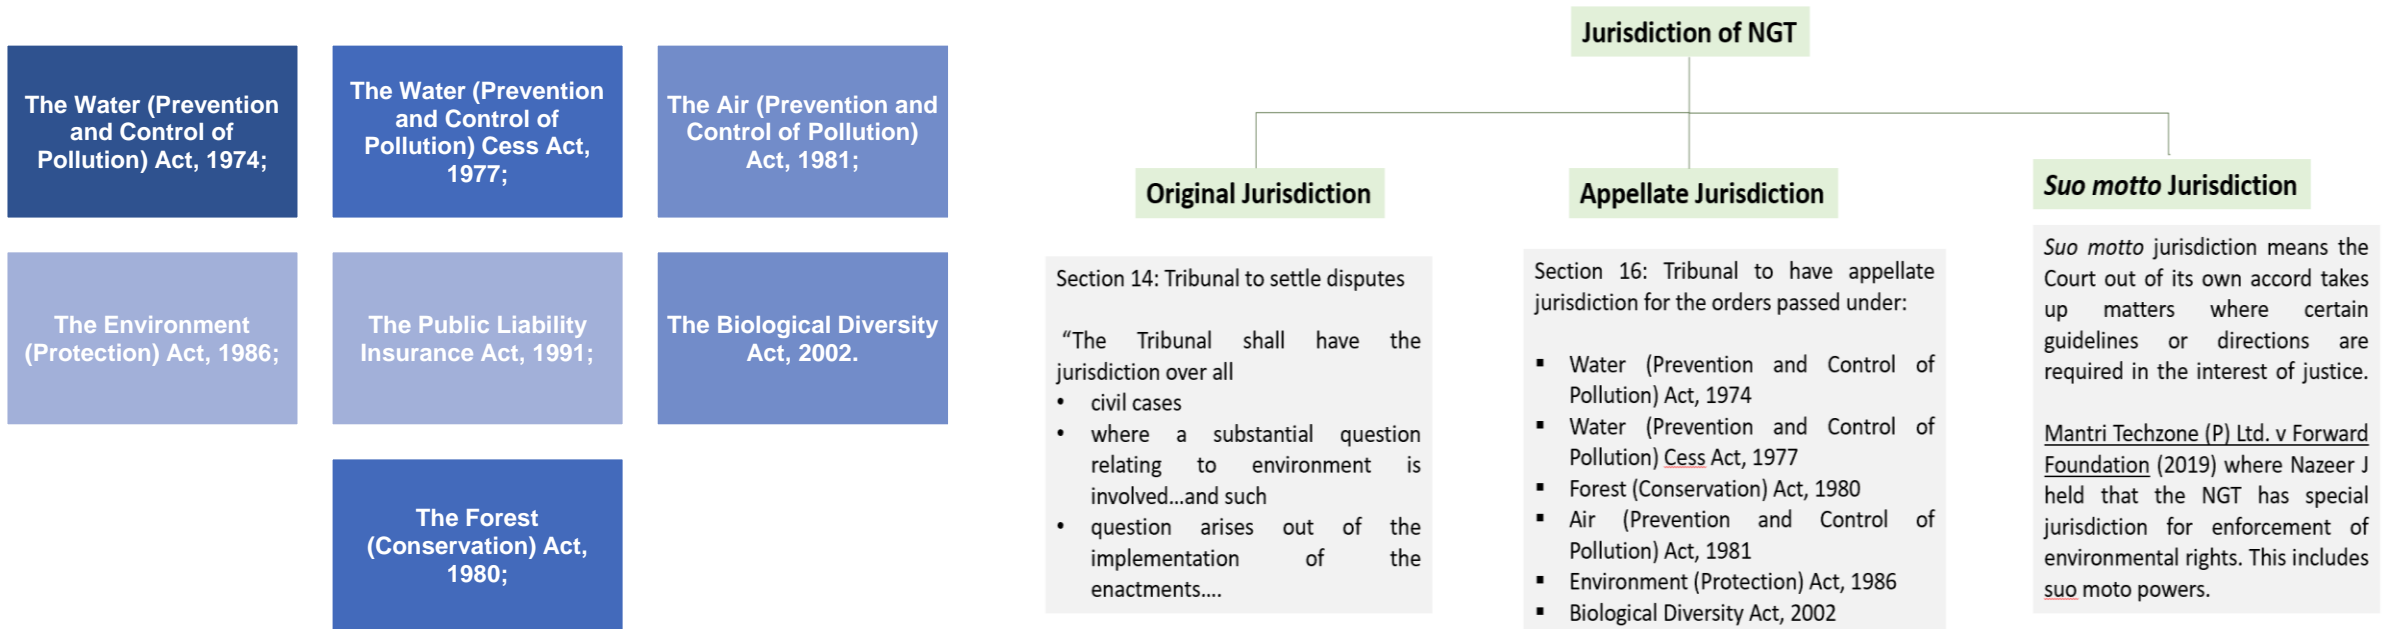 The Water (Prevention
and Control of
Pollution) Act, 1974;
The Water (Prevention
and Control of
Pollution) Cess Act,
1977;
The Air (Prevention and
Control of Pollution)
Act, 1981;
The Environment
(Protection) Act, 1986;
The Public Liability
Insurance Act, 1991;
The Biological Diversity
Act, 2002.
The Forest
(Conservation) Act,
1980;
Jurisdiction of NGT
Original Jurisdiction
Section 14: Tribunal to settle disputes
“The Tribunal shall have the
jurisdiction over all
• civil cases
• where a substantial question
relating to environment is
involved...and such
• question arises out of the
implementation of the
enactments....
Appellate Jurisdiction
Section 16: Tribunal to have appellate
jurisdiction for the orders passed under:
▪ Water (Prevention and Control of
Pollution) Act, 1974
▪ Water (Prevention and Control of
Pollution) Cess Act, 1977
▪ Forest (Conservation) Act, 1980
▪ Air (Prevention and Control of
Pollution) Act, 1981
▪ Environment (Protection) Act, 1986
▪ Biological Diversity Act, 2002
Suo motto Jurisdiction
Suo motto jurisdiction means the
Court out of its own accord takes
up matters where certain
guidelines or directions are
required in the interest of justice.
Mantri Techzone (P) Ltd. v Forward
Foundation (2019) where Nazeer J
held that the NGT has special
jurisdiction for enforcement of
environmental rights. This includes
suo moto powers.